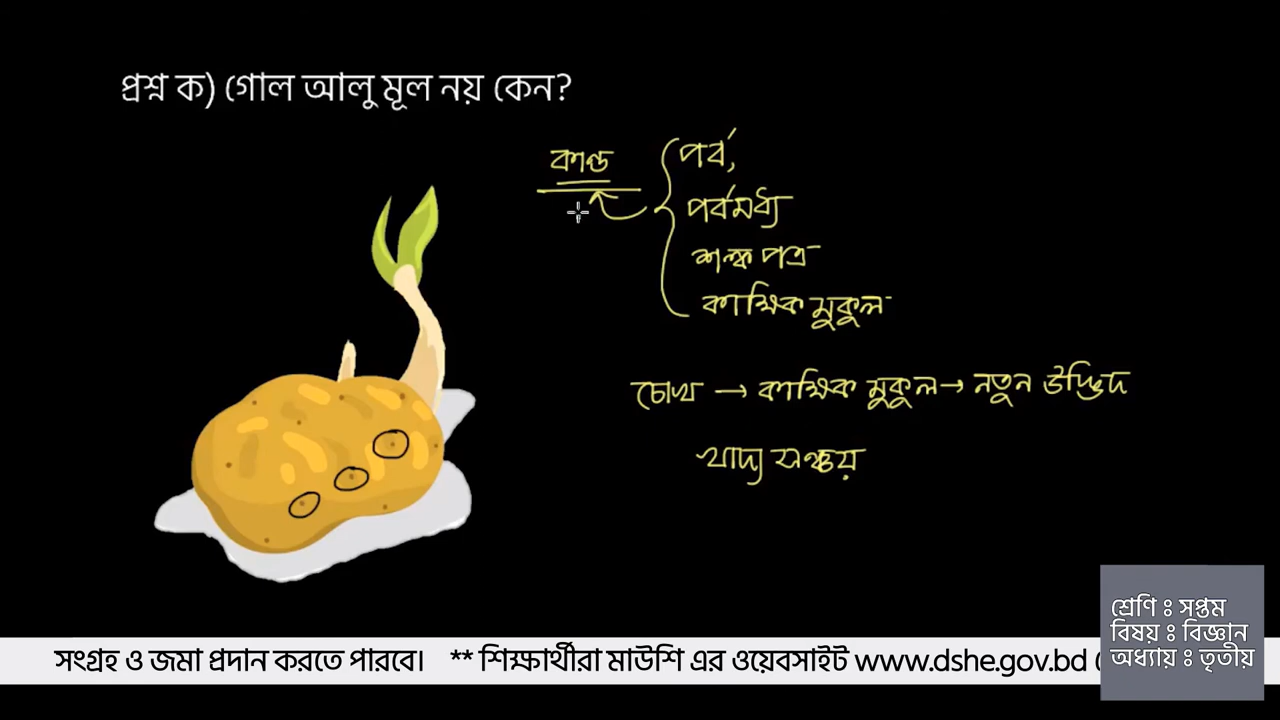 প্রশ্ন ক) গোল আলু মূল নয় কেন?
কাণ্ড
পর্ব,
পর্বমধ্য
শল্ক পত্র
কাক্ষিক মুকুল
চোখ → কাক্ষিক মুকুল → নতুন উদ্ভিদ
খাদ্য সঞ্চয়
শ্রেণি ঃ সপ্তম
বিষয় ঃ বিজ্ঞান
অধ্যায় ঃ তৃতীয়
সংগ্রহ ও জমা প্রদান করতে পারবে। ** শিক্ষার্থীরা মাউশি এর ওয়েবসাইট www.dshe.gov.bd (